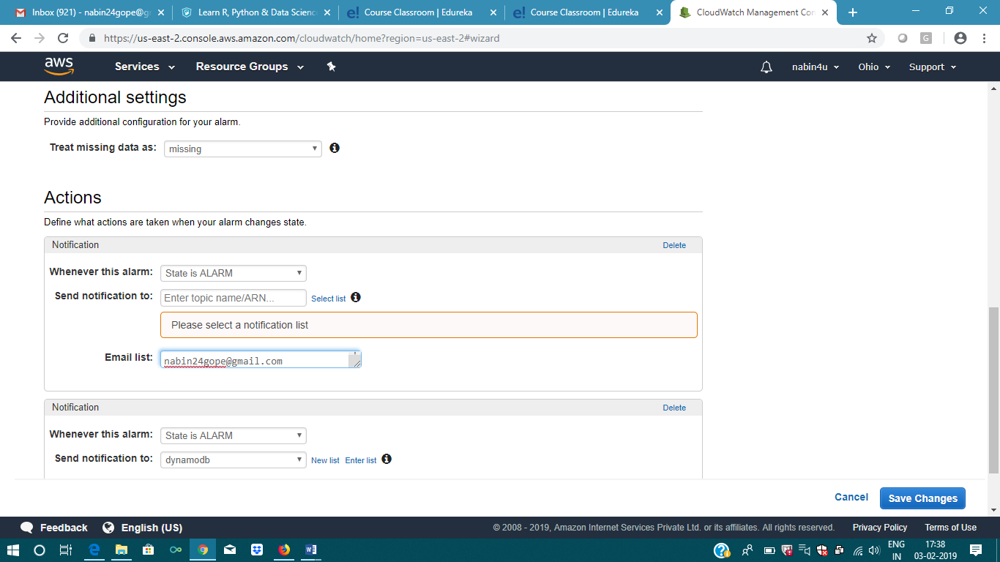 Inbox (921) - nabin24gope@g
Learn R, Python & Data Scienc
e! Course Classroom | Edureka
e! Course Classroom | Edureka
CloudWatch Management Con
https://us-east-2.console.aws.amazon.com/cloudwatch/home?region=us-east-2#wizard
G
aws Services Resource Groups nabin4u Ohio Support
Additional settings
Provide additional configuration for your alarm.
Treat missing data as: missing
Actions
Define what actions are taken when your alarm changes state.
Notification Delete
Whenever this alarm: State is ALARM
Send notification to: Enter topic name/ARN... Select list
Please select a notification list
Email list: nabin24gope@gmail.com
Notification Delete
Whenever this alarm: State is ALARM
Send notification to: dynamodb New list Enter list
Cancel Save Changes
Feedback English (US) © 2008 - 2019, Amazon Internet Services Private Ltd. or its affiliates. All rights reserved. Privacy Policy Terms of Use
ENG 17:38
IN 03-02-2019